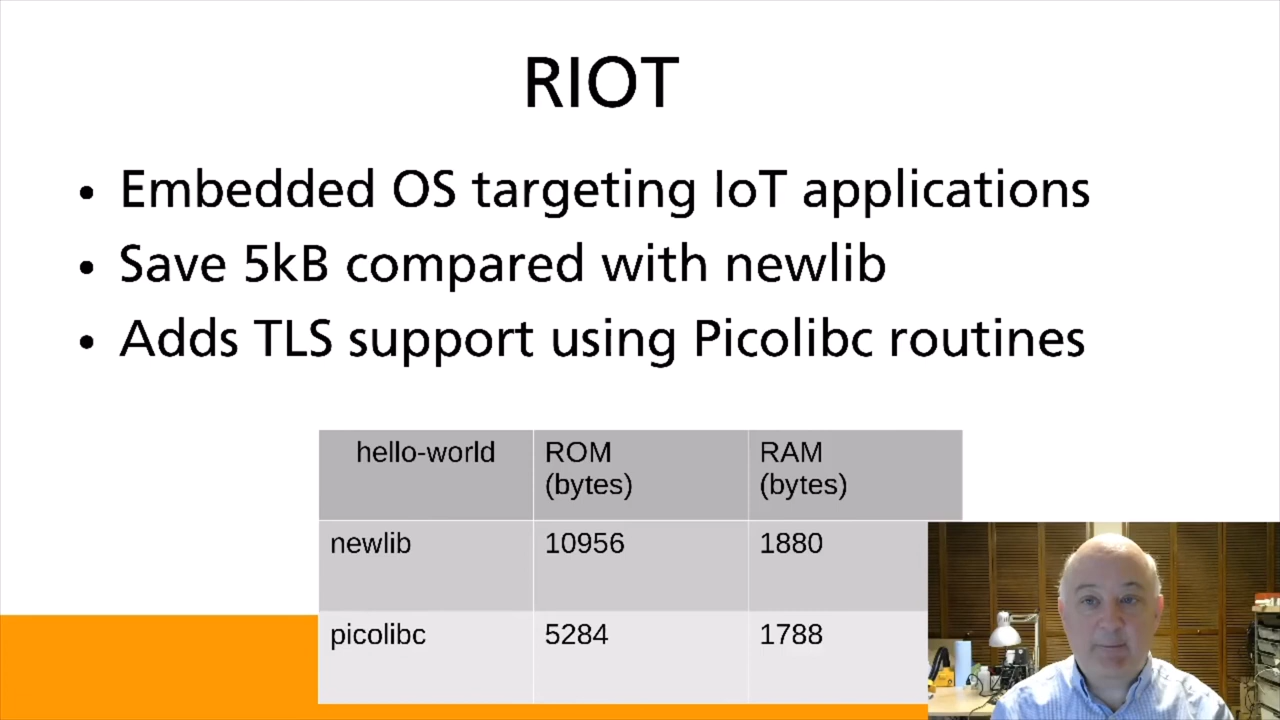 RIOT
• Embedded OS targeting IoT applications
• Save 5kB compared with newlib
• Adds TLS support using Picolibc routines
hello-world ROM (bytes) RAM (bytes)
newlib 10956 1880
picolibc 5284 1788